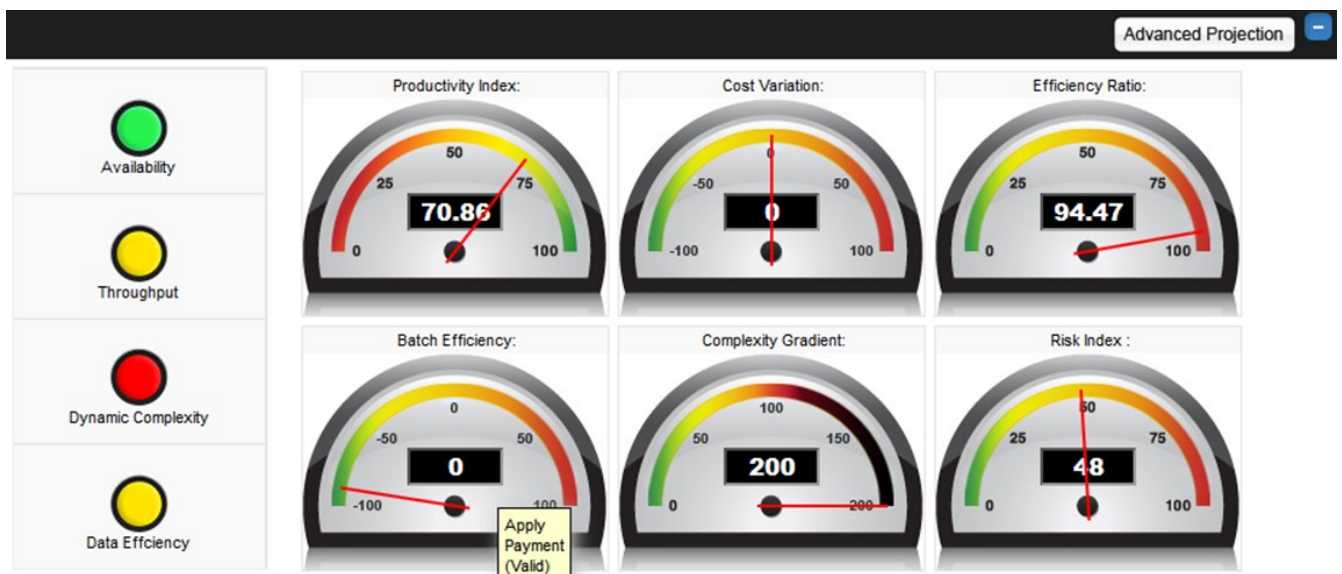 Advanced Projection
Availability
Throughput
Dynamic Complexity
Data Effciency
Productivity Index:
0
25
50
75
100
70.86
Cost Variation:
-100
-50
0
50
100
0
Efficiency Ratio:
0
25
50
75
100
94.47
Batch Efficiency:
-100
-50
0
50
100
0
Apply
Payment
(Valid)
Complexity Gradient:
0
50
100
150
200
200
Risk Index :
0
25
50
75
100
48